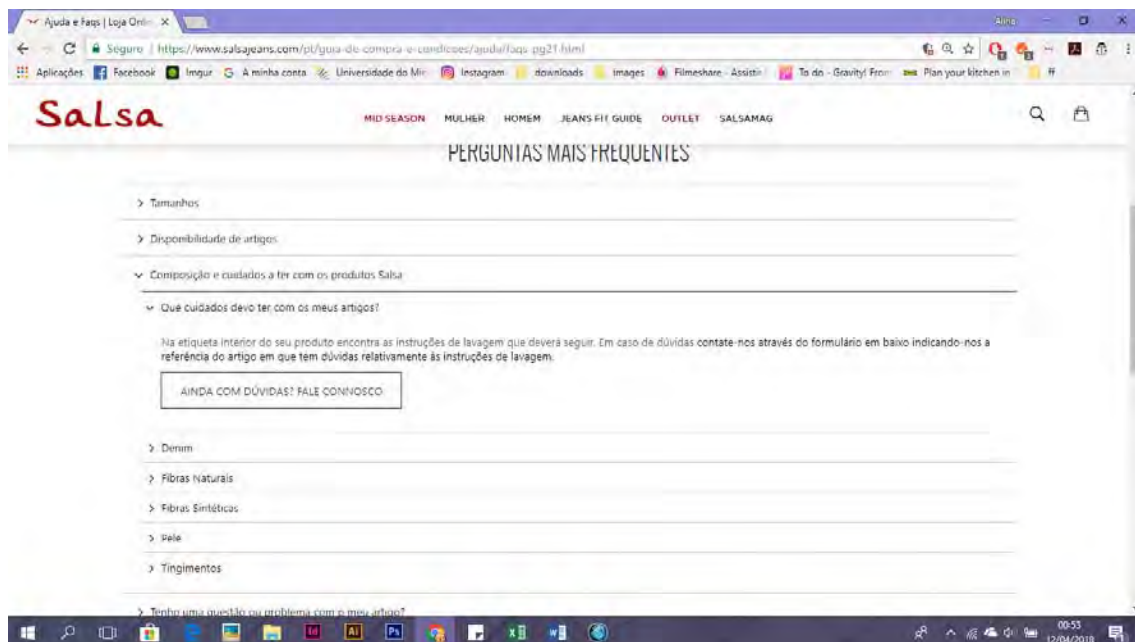 Ajuda e Faqs | Loja Onli
Anna
Seguro | https://www.salsajeans.com/pt/guia-de-compra-e-condicoes/ajuda/faqs-pg21.html
Aplicações Facebook Imgur A minha conta Universidade do Min Instagram downloads images Filmeshare - Assistir To do - Gravity! From Plan your kitchen in ff
Salsa
MID SEASON MULHER HOMEM JEANS FIT GUIDE OUTLET SALSAMAG
PERGUNTAS MAIS FREQUENTES
Tamanhos
Disponibilidade de artigos
Composição e cuidados a ter com os produtos Salsa
Que cuidados devo ter com os meus artigos?
Na etiqueta interior do seu produto encontra as instruções de lavagem que deverá seguir. Em caso de dúvidas contate-nos através do formulário em baixo indicando-nos a
referência do artigo em que tem dúvidas relativamente às instruções de lavagem.
AINDA COM DÚVIDAS? FALE CONNOSCO
Denim
Fibras Naturais
Fibras Sintéticas
Pele
Tingimentos
Tenho uma questão ou problema com o meu artigo?
Id Ai Ps
00:53
12/04/2018